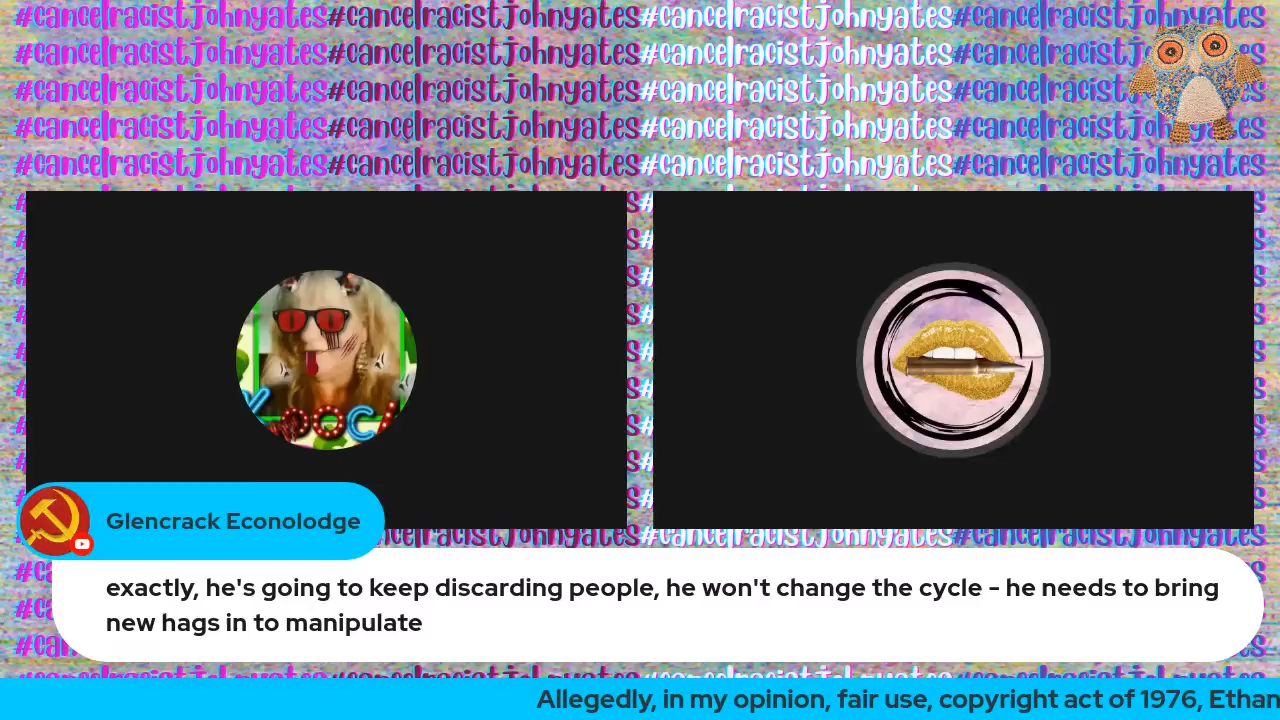 #cancelracistjohnyates#cancelracistjohnyates#cancelracistjohnyates#cancelracistjohnyates
#cancelracistjohnyates#cancelracistjohnyates#cancelracistjohnyates#cancelracistjohnyates
#cancelracistjohnyates#cancelracistjohnyates#cancelracistjohnyates#cancelracistjohnyates
#cancelracistjohnyates#cancelracistjohnyates#cancelracistjohnyates#cancelracistjohnyates
#cancelracistjohnyates#cancelracistjohnyates#cancelracistjohnyates#cancelracistjohnyates
Glencrack Econolodge
exactly, he's going to keep discarding people, he won't change the cycle - he needs to bring
new hags in to manipulate
Allegedly, in my opinion, fair use, copyright act of 1976, Ethan